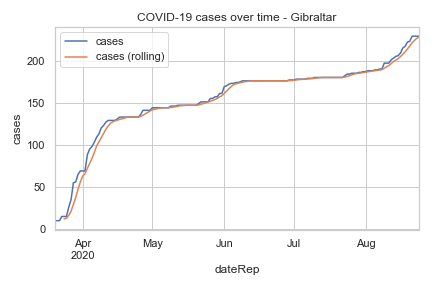 COVID-19 cases over time - Gibraltar
cases
cases (rolling)
200
150
100
50
0
cases
Apr
2020
May
Jun
Jul
Aug
dateRep